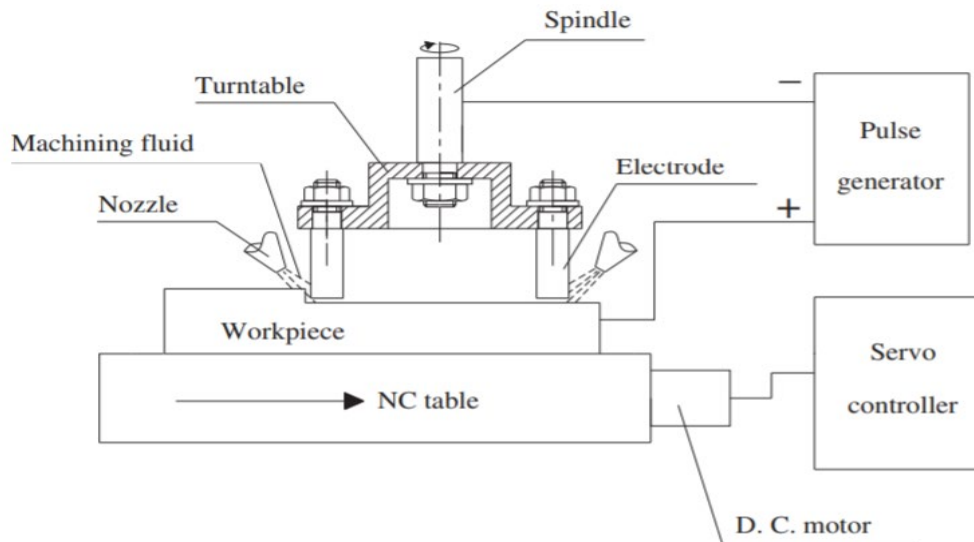 Spindle
−
Turntable
Pulse
generator
Machining fluid
Electrode
Nozzle
+
Workpiece
Servo
controller
NC table
D. C. motor